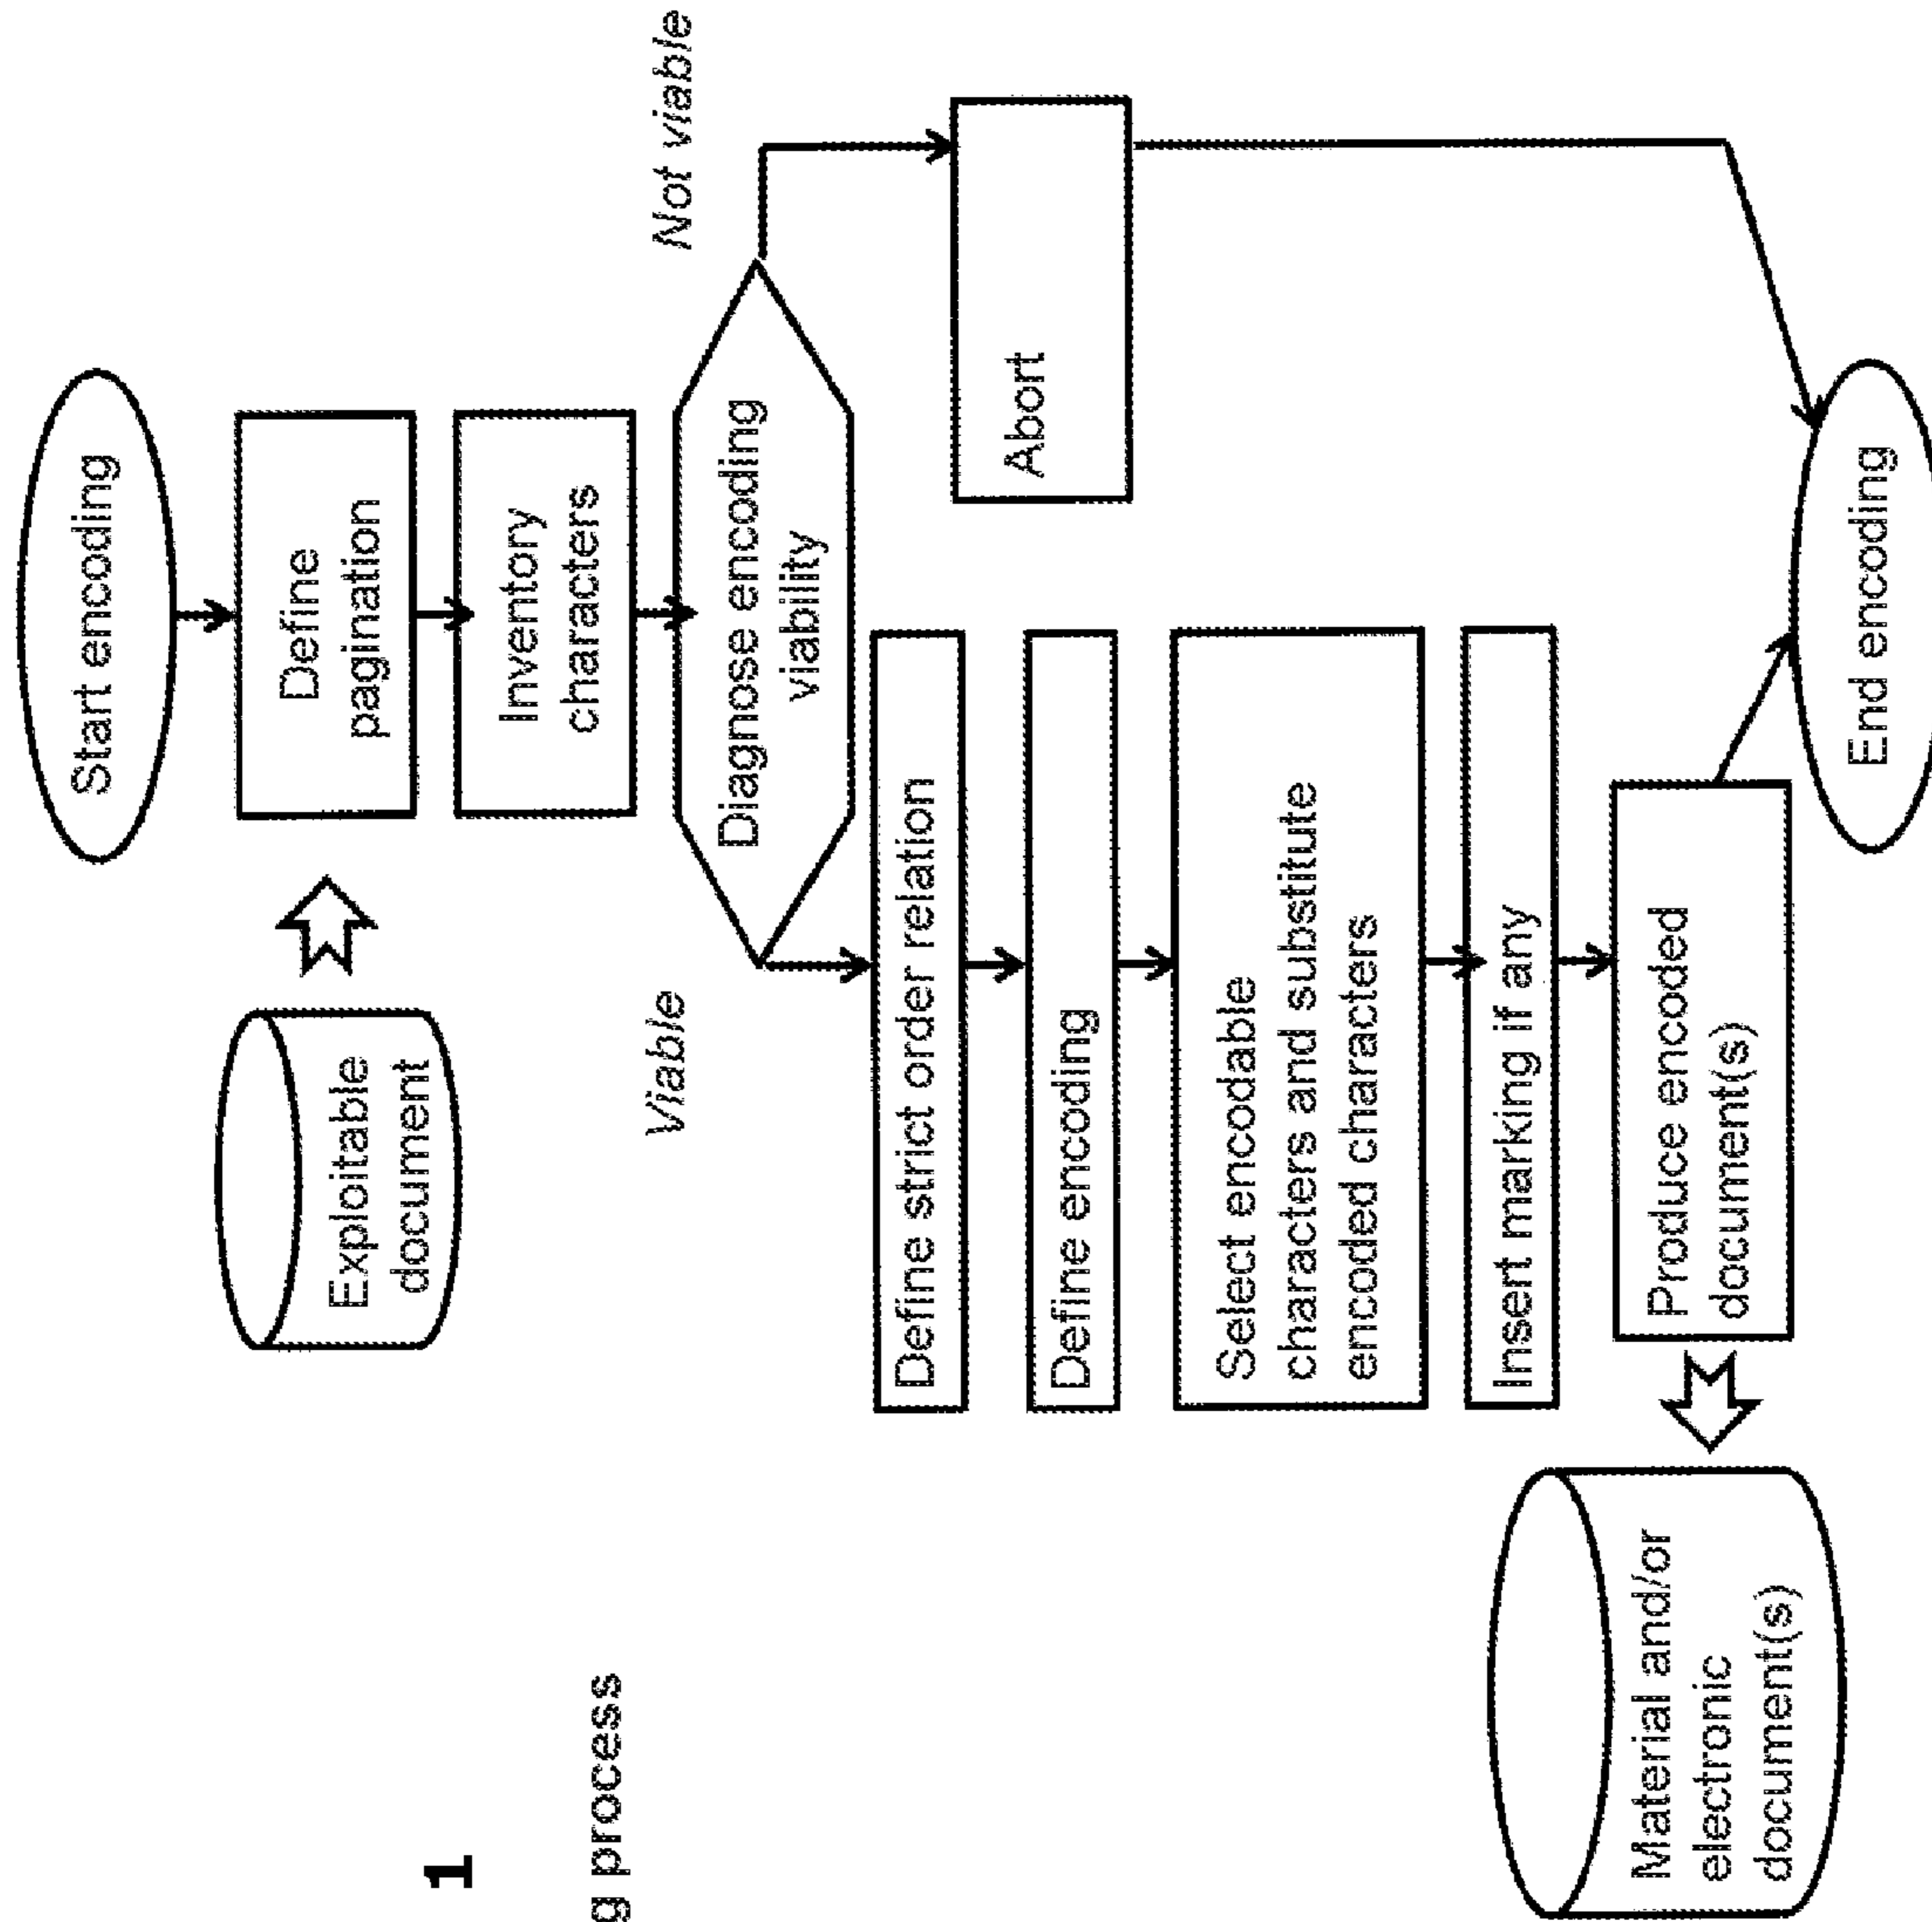 1
g process
Start encoding
Exploitable
document
Define
pagination
Inventory
characters
Diagnose encoding
viability
Viable
Not viable
Define strict order relation
Abort
Define encoding
Select encodable
characters and substitute
encoded characters
Insert marking if any
Produce encoded
document(s)
Material and/or
electronic
document(s)
End encoding